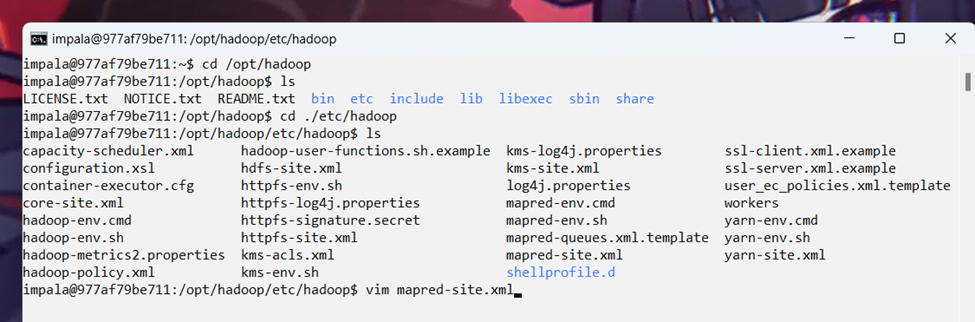 impala@977af79be711: /opt/hadoop/etc/hadoop
impala@977af79be711:~$ cd /opt/hadoop
impala@977af79be711:/opt/hadoop$ ls
LICENSE.txt  NOTICE.txt  README.txt  bin  etc  include  lib  libexec  sbin  share
impala@977af79be711:/opt/hadoop$ cd ./etc/hadoop
impala@977af79be711:/opt/hadoop/etc/hadoop$ ls
capacity-scheduler.xml      hadoop-user-functions.sh.example  kms-log4j.properties        ssl-client.xml.example
configuration.xsl           hdfs-site.xml                     kms-site.xml                ssl-server.xml.example
container-executor.cfg      httpfs-env.sh                     log4j.properties            user_ec_policies.xml.template
core-site.xml               httpfs-log4j.properties           mapred-env.cmd              workers
hadoop-env.cmd              httpfs-signature.secret           mapred-env.sh               yarn-env.cmd
hadoop-env.sh               httpfs-site.xml                   mapred-queues.xml.template  yarn-env.sh
hadoop-metrics2.properties  kms-acls.xml                      mapred-site.xml             yarn-site.xml
hadoop-policy.xml           kms-env.sh                        shellprofile.d
impala@977af79be711:/opt/hadoop/etc/hadoop$ vim mapred-site.xml